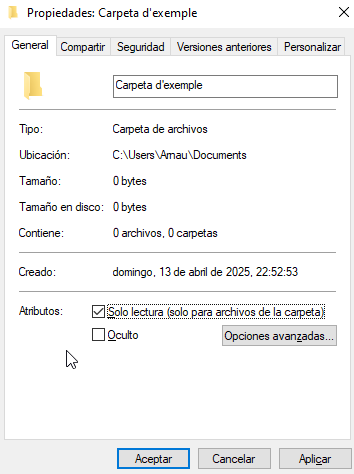 Propiedades: Carpeta d'exemple
General Compartir Seguridad Versiones anteriores Personalizar
Carpeta d'exemple
Tipo: Carpeta de archivos
Ubicación: C:\Users\Arnau\Documents
Tamaño: 0 bytes
Tamaño en disco: 0 bytes
Contiene: 0 archivos, 0 carpetas
Creado: domingo, 13 de abril de 2025, 22:52:53
Atributos: Solo lectura (solo para archivos de la carpeta)
Oculto Opciones avanzadas...
Aceptar Cancelar Aplicar